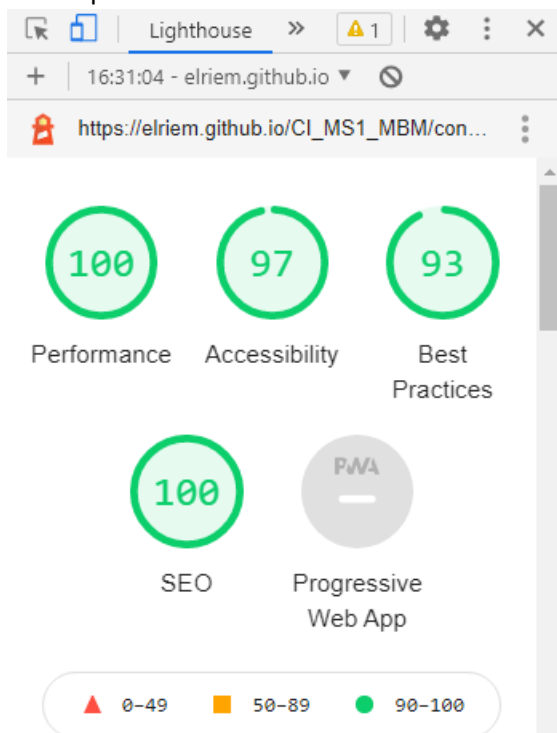 Lighthouse » 1
+ 16:31:04 - elriem.github.io ▼
https://elriem.github.io/CI_MS1_MBM/con...
100 97 93
Performance Accessibility Best Practices
100 PWA
SEO Progressive Web App
0–49 50–89 90–100